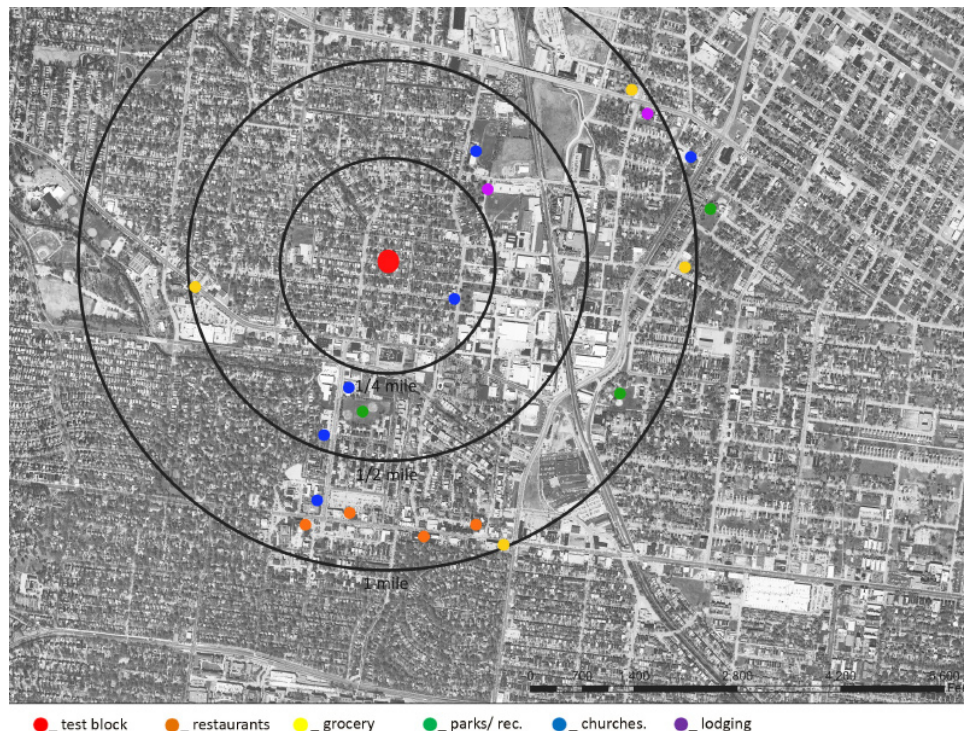 1/4 mile
1/2 mile
1 mile
0 700 1,400 2,800 4,200 5,600
_ test block _ restaurants _ grocery _ parks/ rec. _ churches. _ lodging